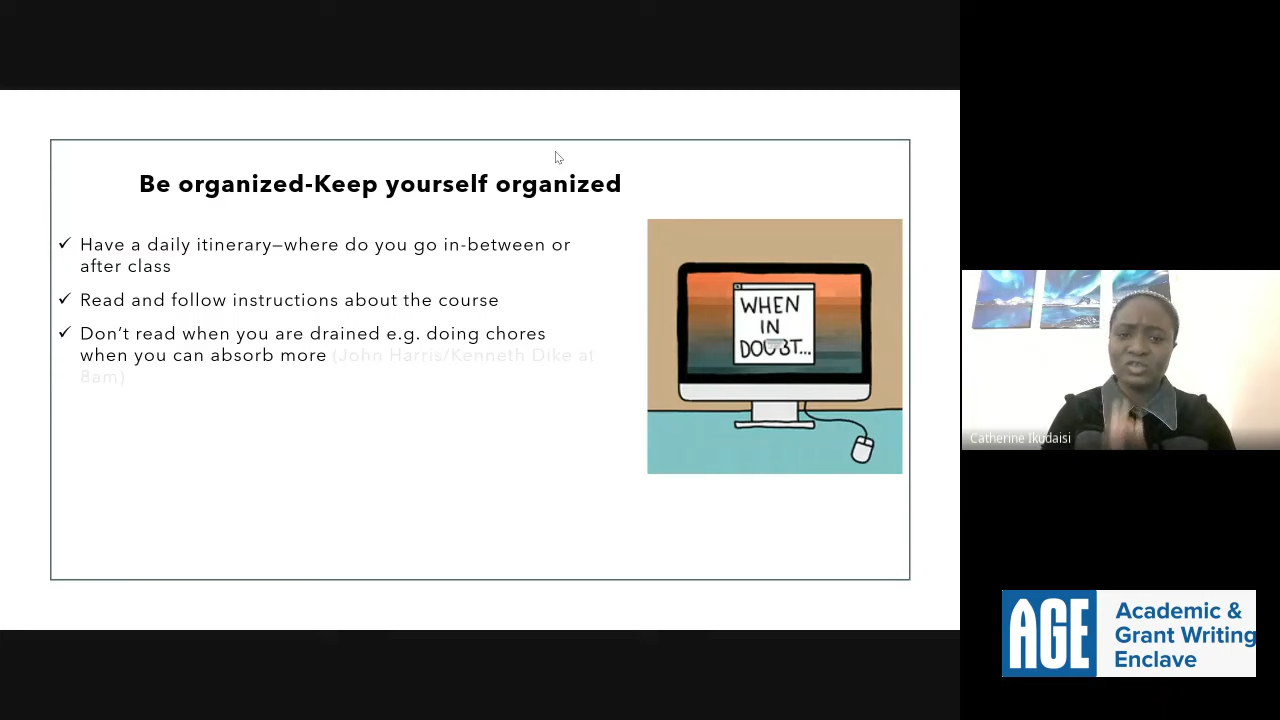 Be organized-Keep yourself organized
✓ Have a daily itinerary—where do you go in-between or
after class
✓ Read and follow instructions about the course
✓ Don't read when you are drained e.g. doing chores
when you can absorb more (John Harris/Kenneth Dike at
8am)
WHEN
IN
DOUBT...
Catherine Ikudaisi
AGE
Academic &
Grant Writing
Enclave